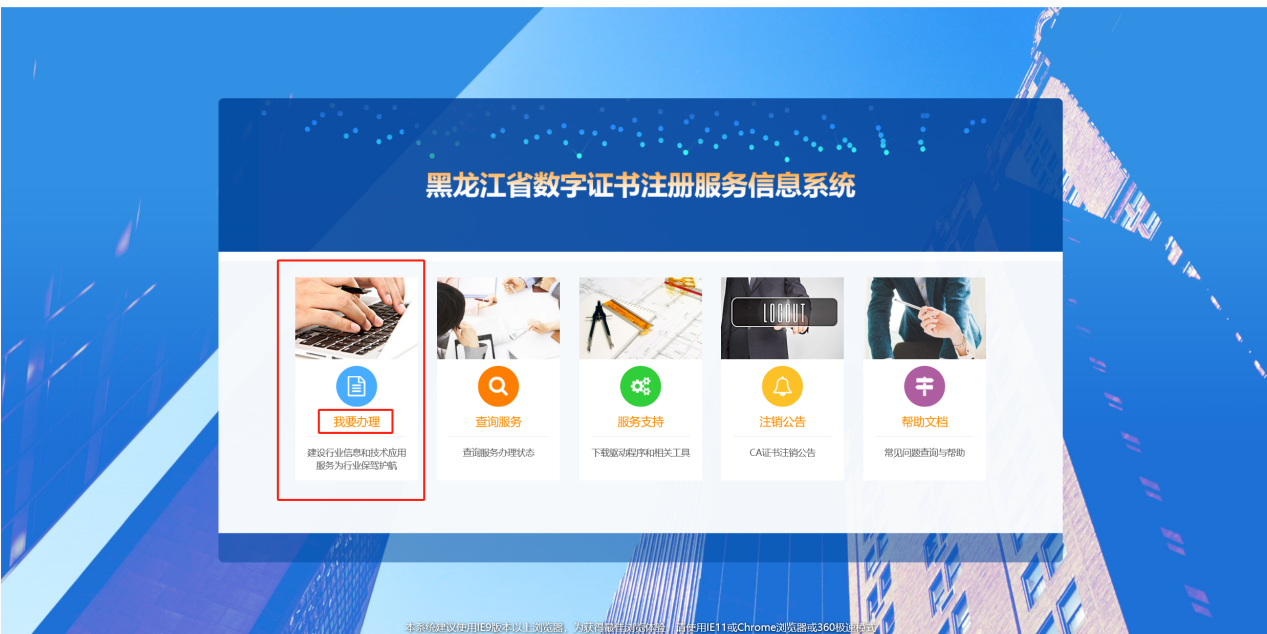 黑龙江省数字证书注册服务信息系统
LOGOUT
我要办理
查询服务
服务支持
注销公告
帮助文档
建设行业信息和技术应用
服务为行业保驾护航
查询服务办理状态
下载驱动程序和相关工具
CA证书注销公告
常见问题查询与帮助
本系统建议使用IE9版本以上浏览器，为获得最佳浏览体验，请使用IE11或Chrome浏览器或360极速模式